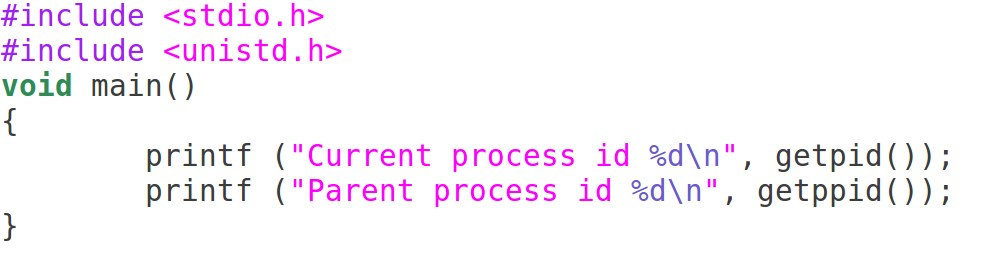 #include <stdio.h>
#include <unistd.h>
void main()
{
        printf ("Current process id %d\n", getpid());
        printf ("Parent process id %d\n", getppid());
}